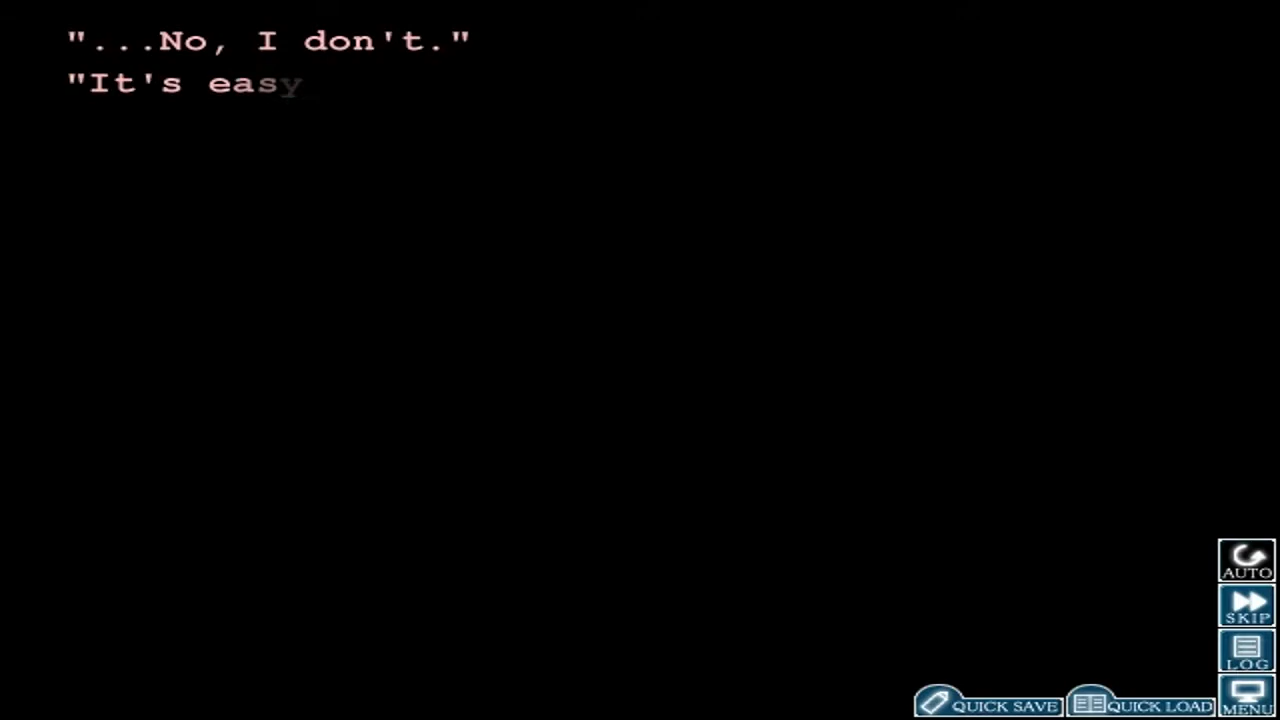 "...No, I don't."
"It's easy
AUTO
SKIP
LOG
QUICK SAVE
QUICK LOAD
MENU